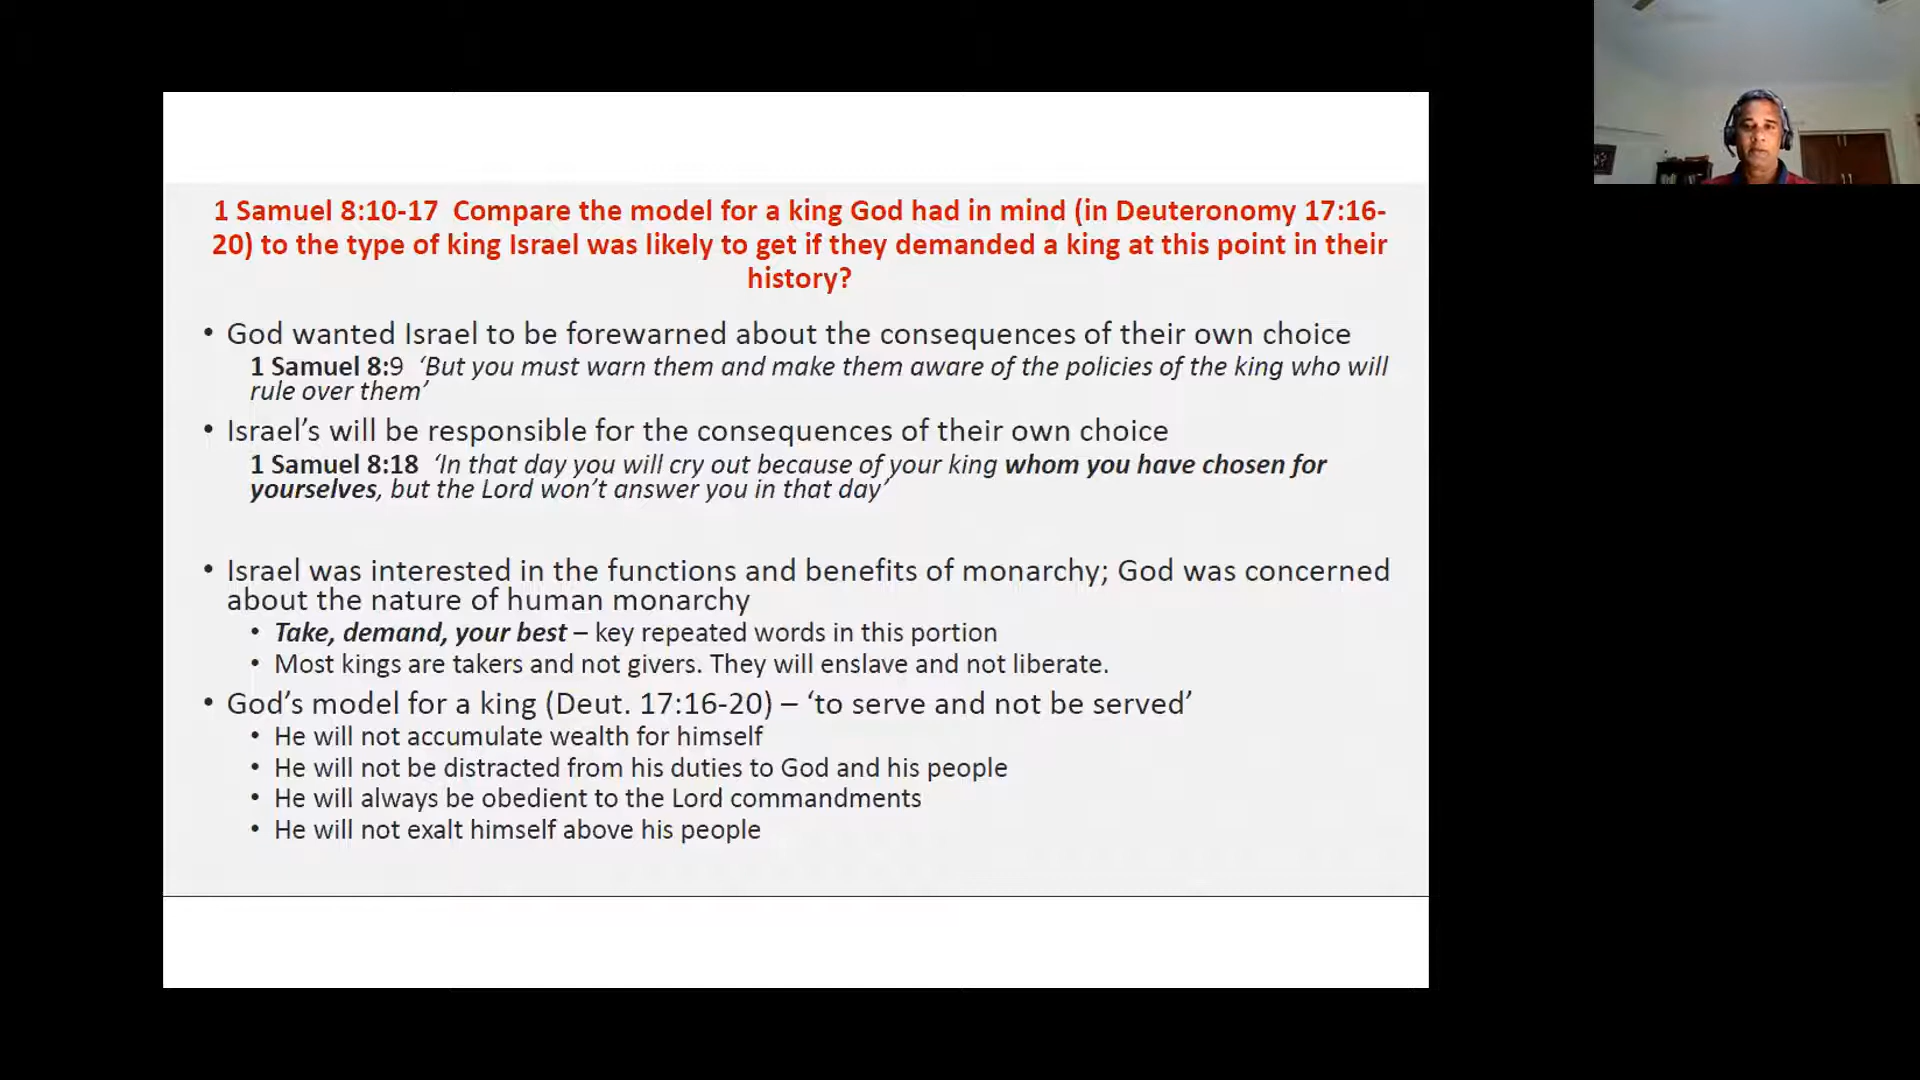 1 Samuel 8:10-17  Compare the model for a king God had in mind (in Deuteronomy 17:16-
20) to the type of king Israel was likely to get if they demanded a king at this point in their
history?
• God wanted Israel to be forewarned about the consequences of their own choice
1 Samuel 8:9  ‘But you must warn them and make them aware of the policies of the king who will
rule over them’
• Israel’s will be responsible for the consequences of their own choice
1 Samuel 8:18  ‘In that day you will cry out because of your king whom you have chosen for
yourselves, but the Lord won’t answer you in that day’
• Israel was interested in the functions and benefits of monarchy; God was concerned
about the nature of human monarchy
• Take, demand, your best – key repeated words in this portion
• Most kings are takers and not givers. They will enslave and not liberate.
• God’s model for a king (Deut. 17:16-20) – ‘to serve and not be served’
• He will not accumulate wealth for himself
• He will not be distracted from his duties to God and his people
• He will always be obedient to the Lord commandments
• He will not exalt himself above his people